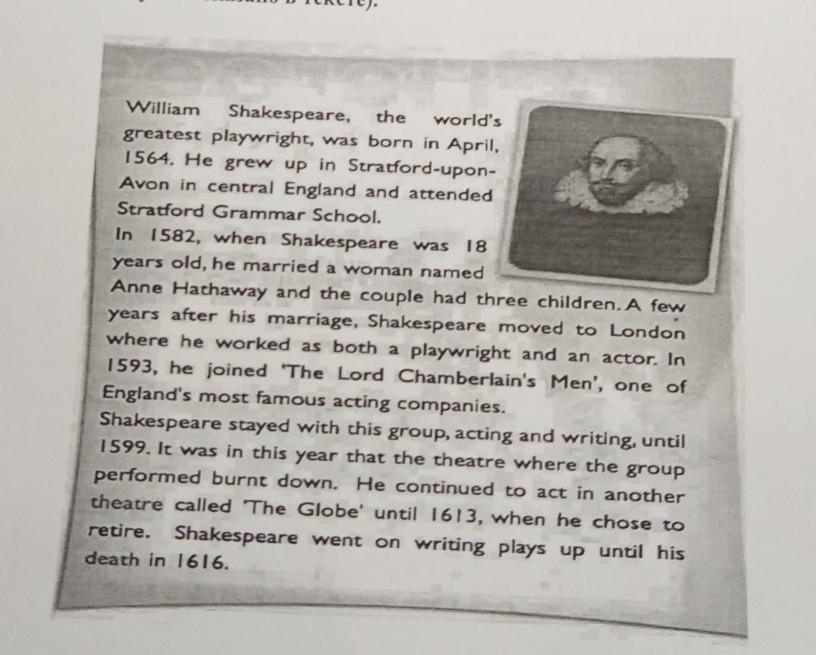 William Shakespeare, the world's
greatest playwright, was born in April,
1564. He grew up in Stratford-upon-
Avon in central England and attended
Stratford Grammar School.
In 1582, when Shakespeare was 18
years old, he married a woman named
Anne Hathaway and the couple had three children. A few
years after his marriage, Shakespeare moved to London
where he worked as both a playwright and an actor. In
1593, he joined 'The Lord Chamberlain's Men', one of
England's most famous acting companies.
Shakespeare stayed with this group, acting and writing, until
1599. It was in this year that the theatre where the group
performed burnt down. He continued to act in another
theatre called 'The Globe' until 1613, when he chose to
retire. Shakespeare went on writing plays up until his
death in 1616.